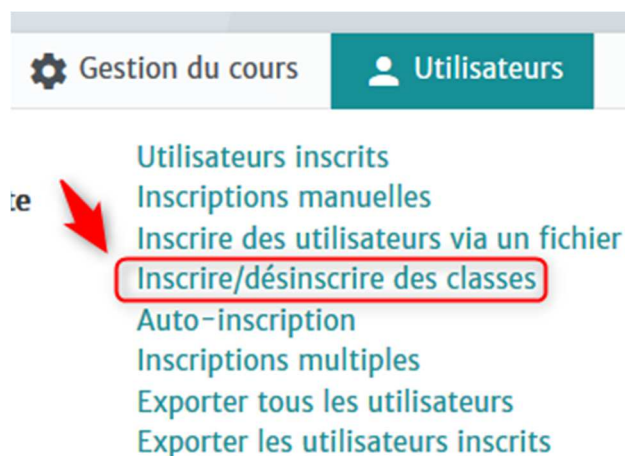 Gestion du cours
Utilisateurs
Utilisateurs inscrits
te
Inscriptions manuelles
Inscrire des utilisateurs via un fichier
Inscrire/désinscrire des classes
Auto-inscription
Inscriptions multiples
Exporter tous les utilisateurs
Exporter les utilisateurs inscrits